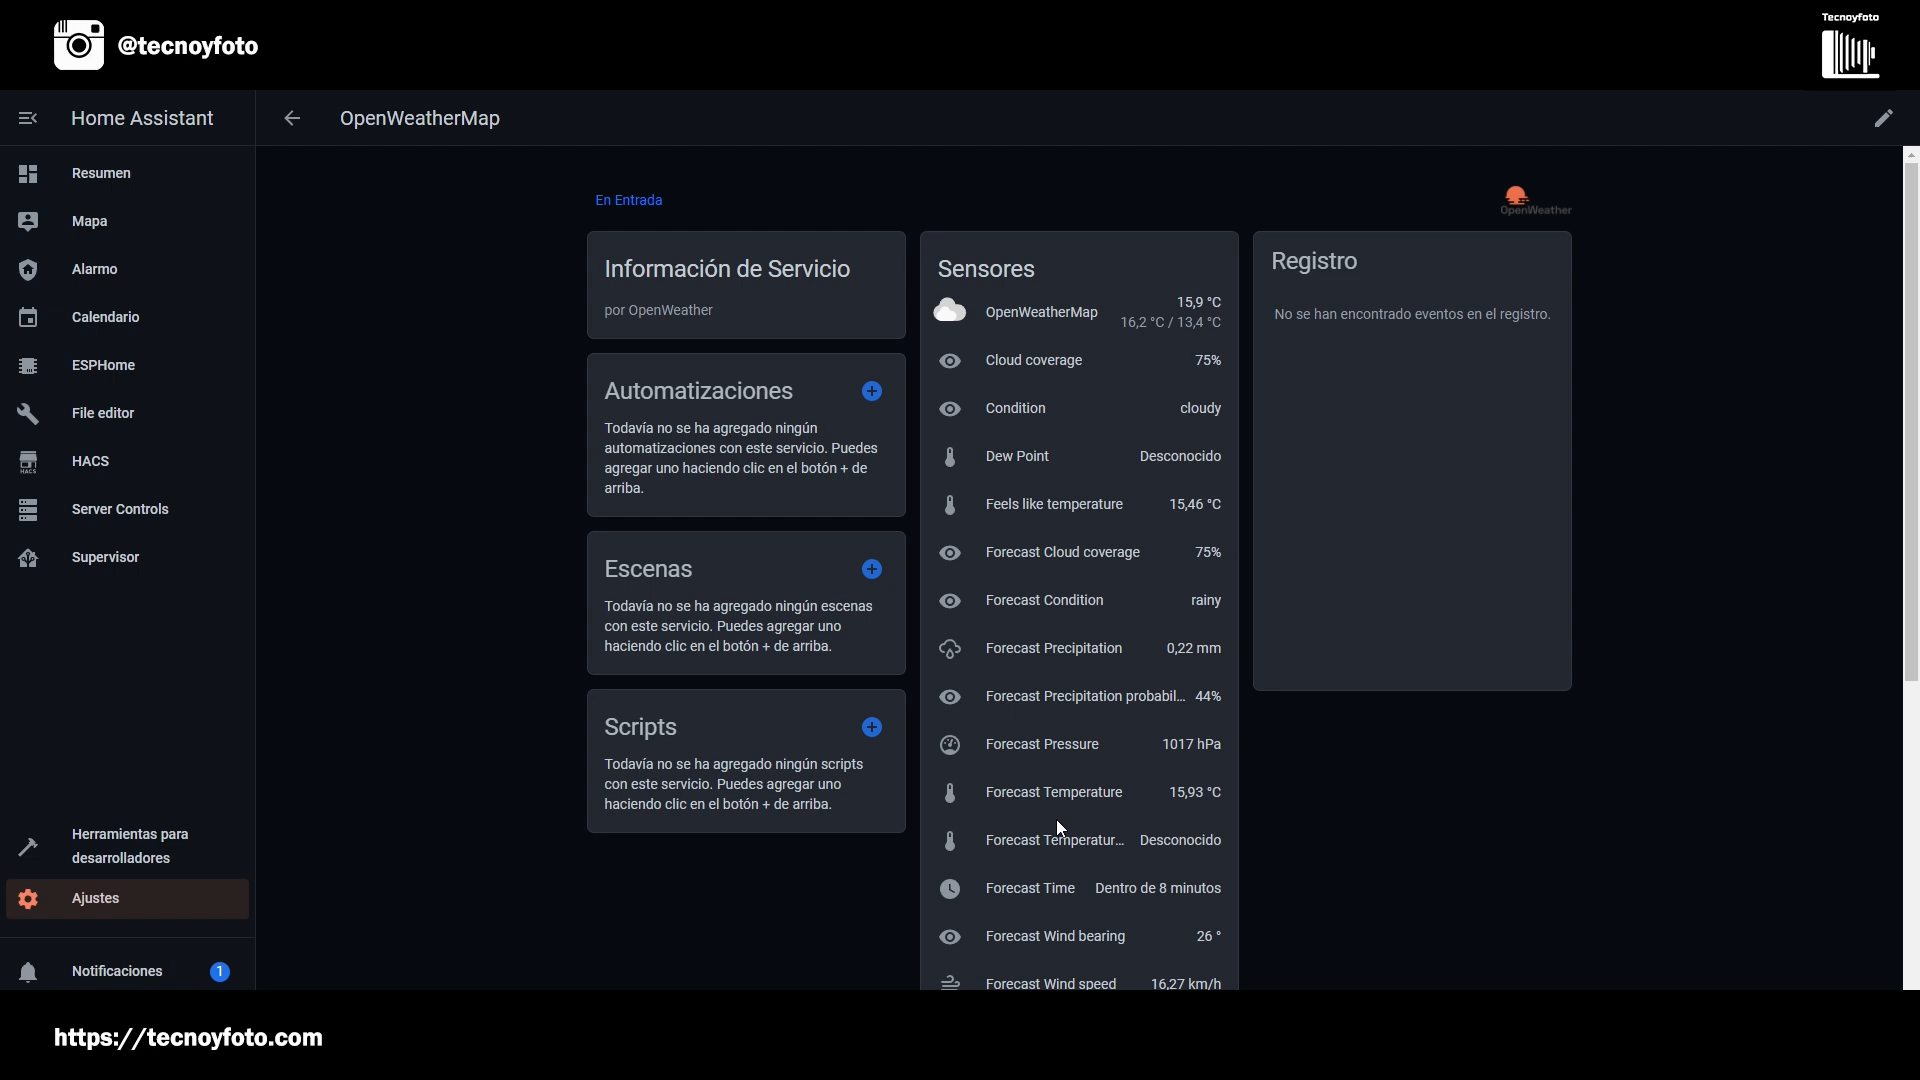 @tecnoyfoto
Tecnoyfoto
Home Assistant
OpenWeatherMap
Resumen
Mapa
Alarmo
Calendario
ESPHome
File editor
HACS
HACS
Server Controls
Supervisor
Herramientas para
desarrolladores
Ajustes
Notificaciones 1
En Entrada
OpenWeather
Información de Servicio
por OpenWeather
Automatizaciones
Todavía no se ha agregado ningún
automatizaciones con este servicio. Puedes
agregar uno haciendo clic en el botón + de
arriba.
Escenas
Todavía no se ha agregado ningún escenas
con este servicio. Puedes agregar uno
haciendo clic en el botón + de arriba.
Scripts
Todavía no se ha agregado ningún scripts
con este servicio. Puedes agregar uno
haciendo clic en el botón + de arriba.
Sensores
OpenWeatherMap 15,9 °C
16,2 °C / 13,4 °C
Cloud coverage 75%
Condition cloudy
Dew Point Desconocido
Feels like temperature 15,46 °C
Forecast Cloud coverage 75%
Forecast Condition rainy
Forecast Precipitation 0,22 mm
Forecast Precipitation probabil... 44%
Forecast Pressure 1017 hPa
Forecast Temperature 15,93 °C
Forecast Temperatur... Desconocido
Forecast Time Dentro de 8 minutos
Forecast Wind bearing 26 °
Forecast Wind speed 16,27 km/h
Registro
No se han encontrado eventos en el registro.
https://tecnoyfoto.com